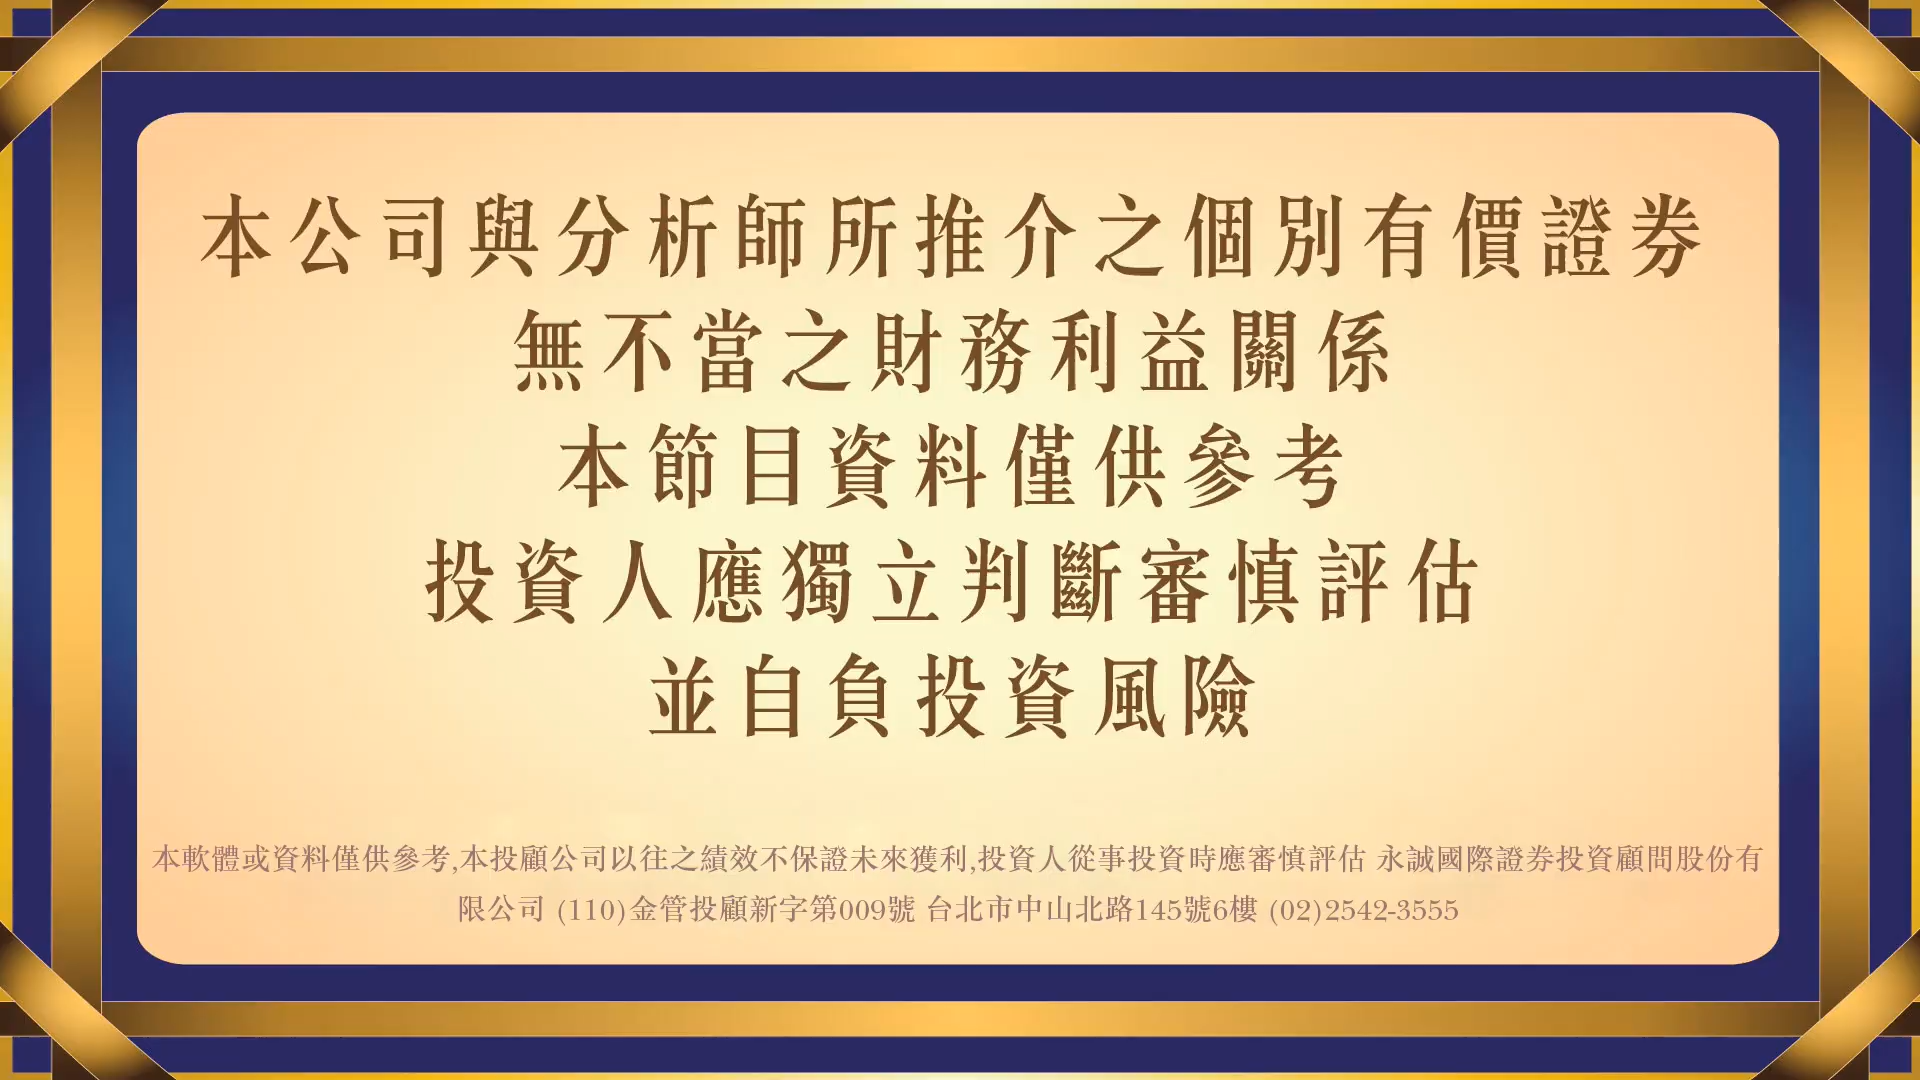 本公司與分析師所推介之個別有價證券
無不當之財務利益關係
本節目資料僅供參考
投資人應獨立判斷審慎評估
並自負投資風險
本軟體或資料僅供參考,本投顧公司以往之績效不保證未來獲利,投資人從事投資時應審慎評估 永誠國際證券投資顧問股份有
限公司 (110)金管投顧新字第009號 台北市中山北路145號6樓 (02)2542-3555